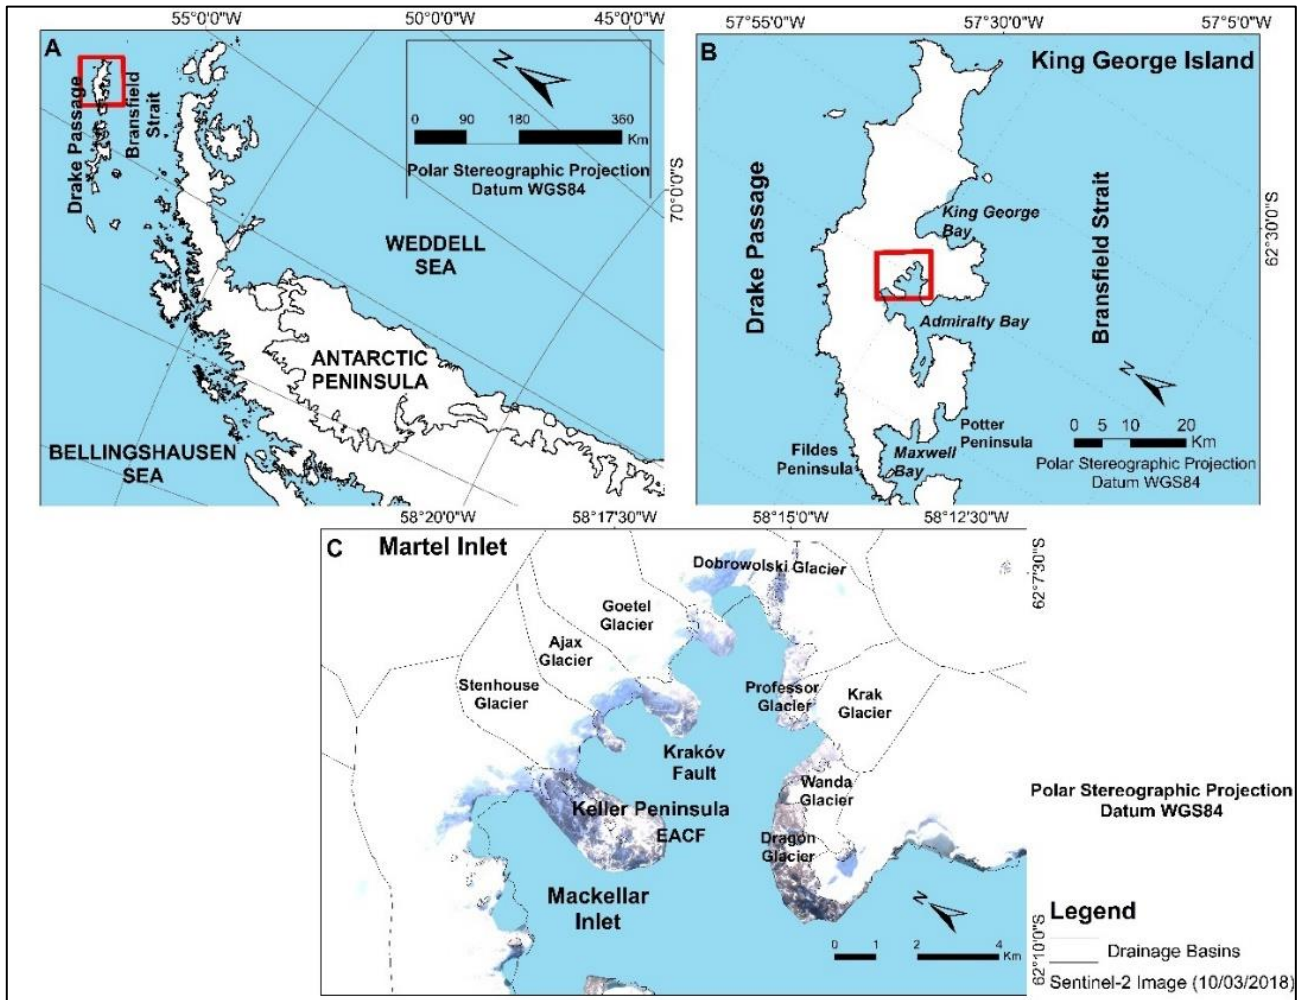 55°0'0"W 50°0'0"W 45°0'0"W
A
N
0 90 180 360
Km
Polar Stereographic Projection
Datum WGS84
Drake Passage
Bransfield
Strait
70°0'0"S
WEDDELL
SEA
ANTARCTIC
PENINSULA
BELLINGSHAUSEN
SEA
57°55'0"W 57°30'0"W 57°5'0"W
B
King George Island
Drake Passage
King George
Bay
Bransfield Strait
62°30'0"S
Admiralty Bay
N
0 5 10 20
Km
Potter
Peninsula
Fildes
Peninsula
Maxwell
Bay
Polar Stereographic Projection
Datum WGS84
58°20'0"W 58°17'30"W 58°15'0"W 58°12'30"W
C
Martel Inlet
Dobrowolski Glacier
62°7'30"S
Goetel
Glacier
Ajax
Glacier
Stenhouse
Glacier
Professor
Glacier
Krak
Glacier
Krakóv
Fault
Wanda
Glacier
Keller Peninsula
EACF
Dragon
Glacier
Mackellar
Inlet
N
0 1 2 4
Km
62°10'0"S
Polar Stereographic Projection
Datum WGS84
Legend
Drainage Basins
Sentinel-2 Image (10/03/2018)